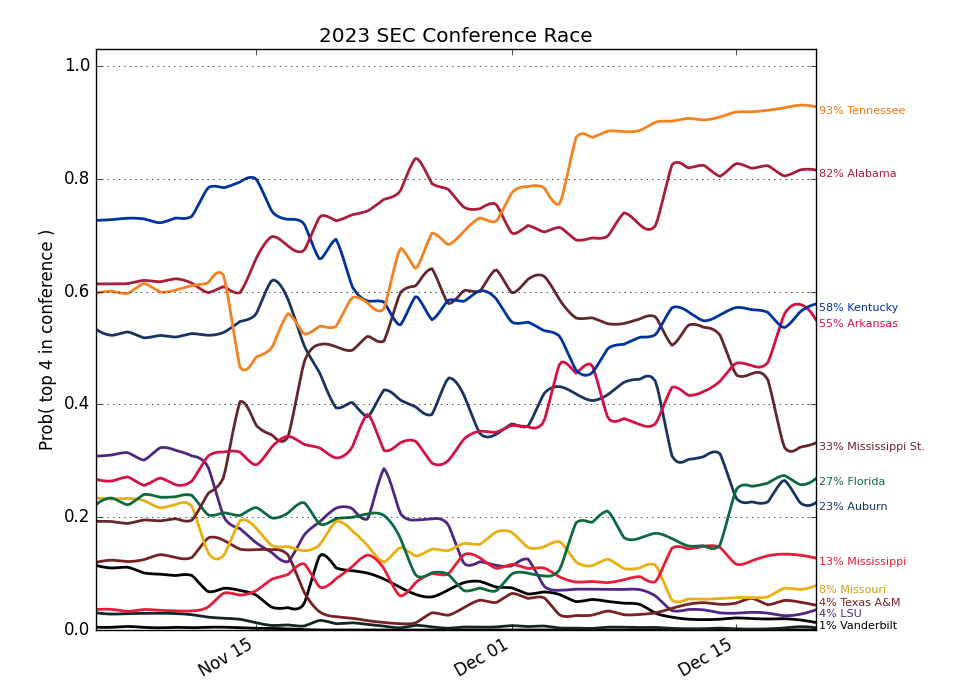 2023 SEC Conference Race
Prob( top 4 in conference )
1.0
0.8
0.6
0.4
0.2
0.0
Nov 15
Dec 01
Dec 15
93% Tennessee
82% Alabama
58% Kentucky
55% Arkansas
33% Mississippi St.
27% Florida
23% Auburn
13% Mississippi
8% Missouri
4% Texas A&M
4% LSU
1% Vanderbilt